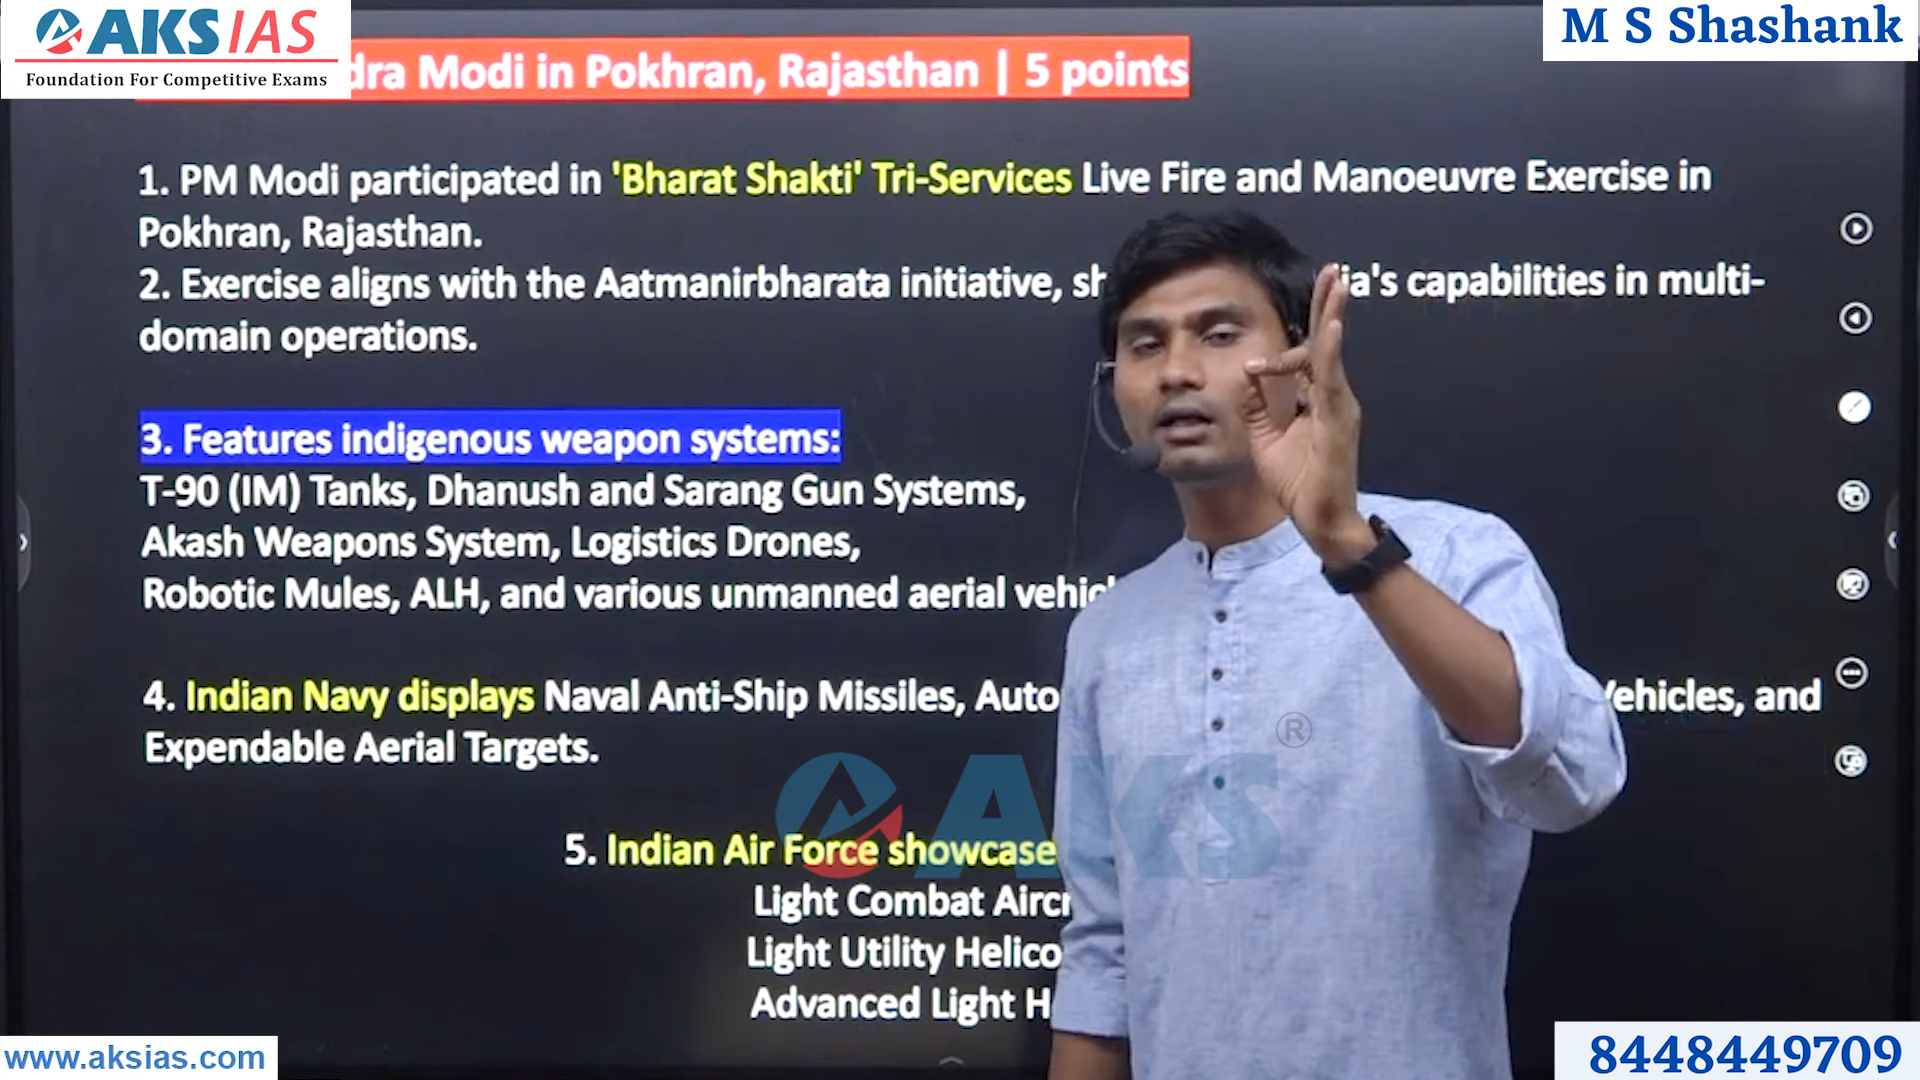 AKS IAS
Foundation For Competitive Exams
M S Shashank
dra Modi in Pokhran, Rajasthan | 5 points
1. PM Modi participated in 'Bharat Shakti' Tri-Services Live Fire and Manoeuvre Exercise in
Pokhran, Rajasthan.
2. Exercise aligns with the Aatmanirbharata initiative, sh ia's capabilities in multi-
domain operations.
3. Features indigenous weapon systems:
T-90 (IM) Tanks, Dhanush and Sarang Gun Systems,
Akash Weapons System, Logistics Drones,
Robotic Mules, ALH, and various unmanned aerial vehic
4. Indian Navy displays Naval Anti-Ship Missiles, Auto Vehicles, and
Expendable Aerial Targets.
AKS ®
5. Indian Air Force showcase
Light Combat Aircr
Light Utility Helico
Advanced Light H
www.aksias.com
8448449709